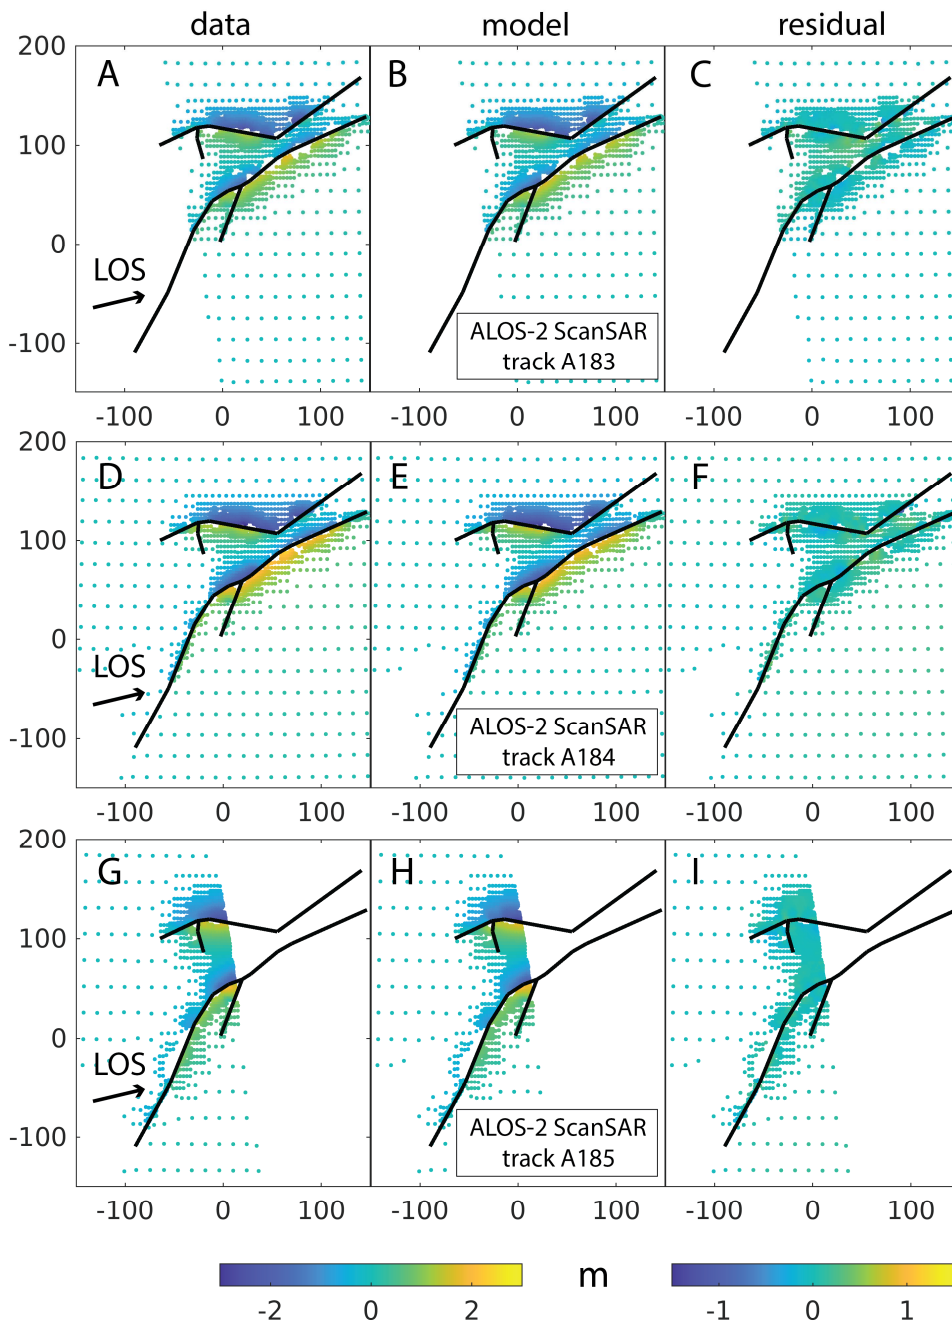 data model residual
200
A B C
100
0
LOS
-100
ALOS-2 ScanSAR
track A183
-100 0 100 -100 0 100 -100 0 100
200
D E F
100
0
LOS
-100
ALOS-2 ScanSAR
track A184
-100 0 100 -100 0 100 -100 0 100
200
G H I
100
0
LOS
-100
ALOS-2 ScanSAR
track A185
-100 0 100 -100 0 100 -100 0 100
m
-2 0 2 -1 0 1